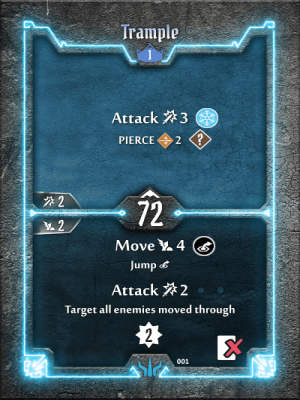 Trample
1
Attack 3
PIERCE 2 ?
2
72
2
Move 4
Jump
Attack 2
Target all enemies moved through
2
001